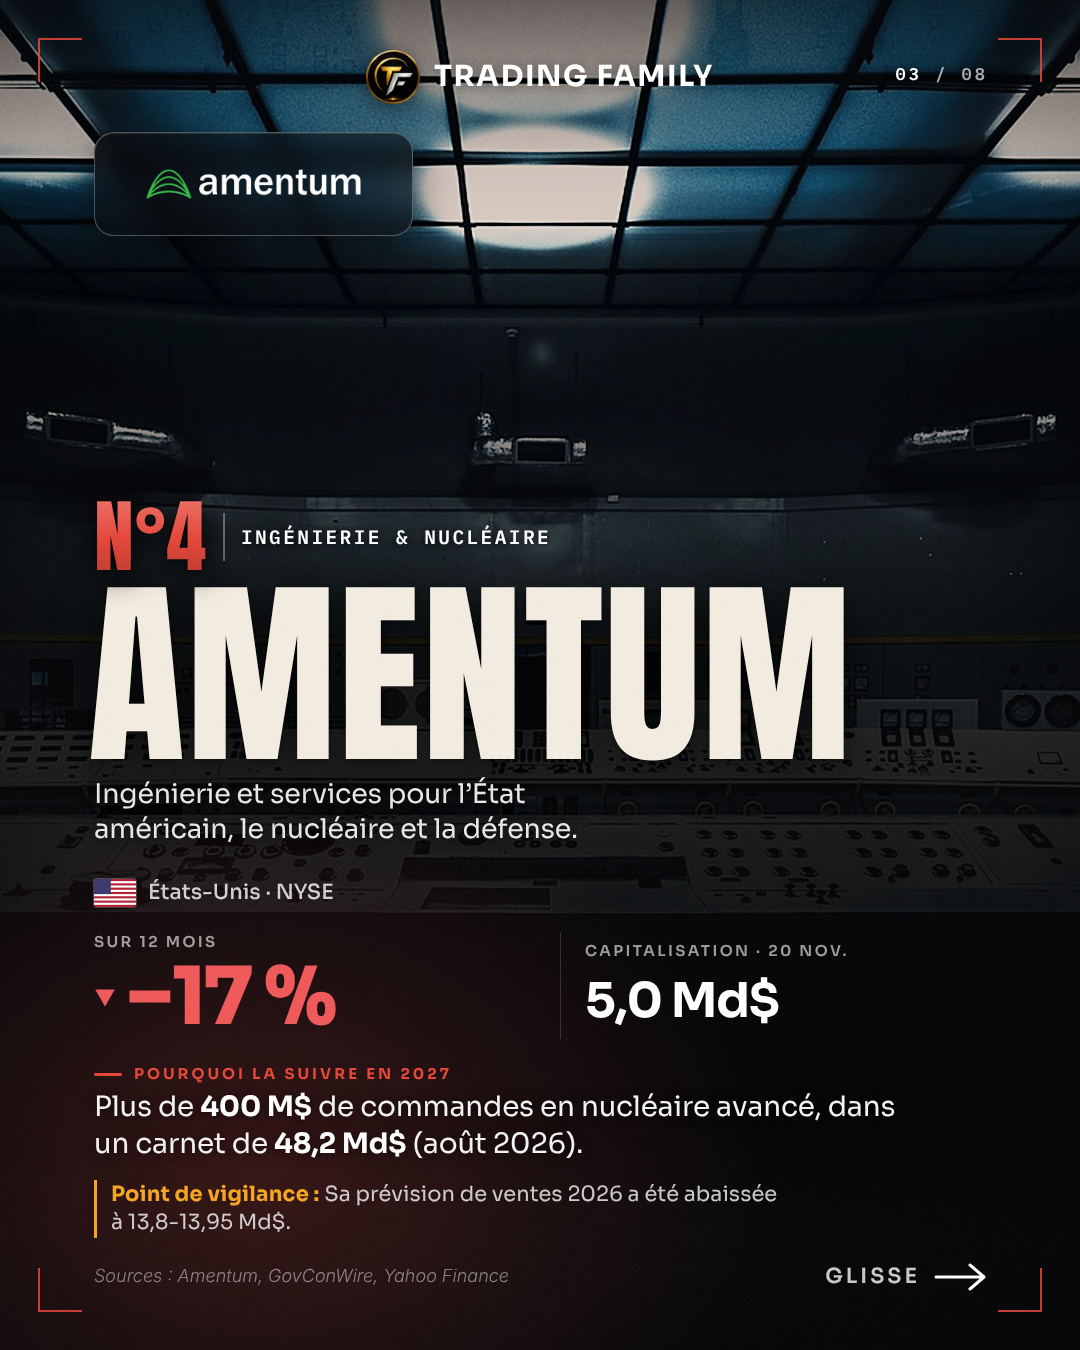 TF TRADING FAMILY
03 / 08
amentum
N°4 INGÉNIERIE & NUCLÉAIRE
AMENTUM
Ingénierie et services pour l’État
américain, le nucléaire et la défense.
États-Unis · NYSE
SUR 12 MOIS
▼ –17 %
CAPITALISATION · 20 NOV.
5,0 Md$
POURQUOI LA SUIVRE EN 2027
Plus de 400 M$ de commandes en nucléaire avancé, dans
un carnet de 48,2 Md$ (août 2026).
Point de vigilance : Sa prévision de ventes 2026 a été abaissée
à 13,8-13,95 Md$.
Sources : Amentum, GovConWire, Yahoo Finance
GLISSE →